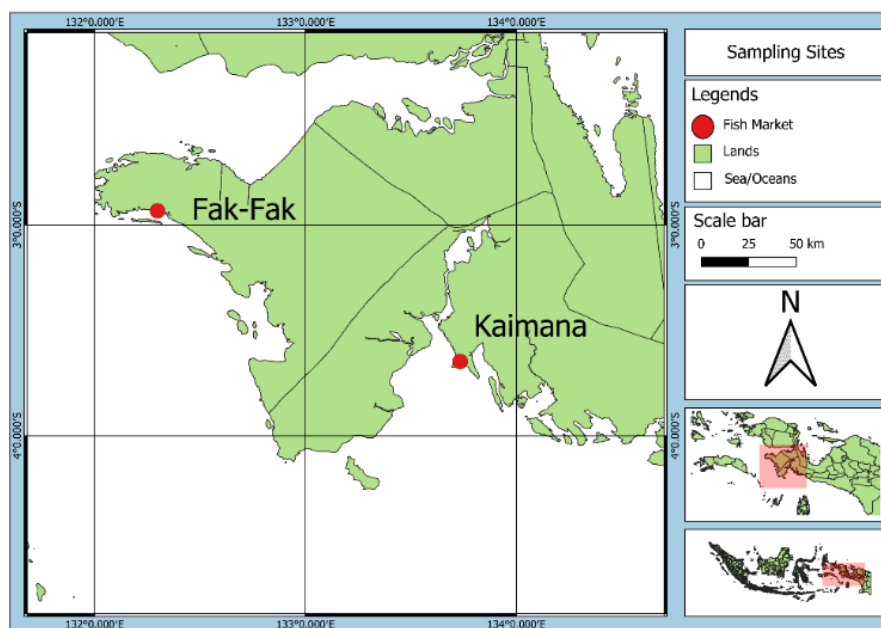 132°0.000'E 133°0.000'E 134°0.000'E
Sampling Sites
Legends
Fish Market
Lands
Sea/Oceans
Fak-Fak
3°0.000'S 3°0.000'S
Scale bar
0 25 50 km
N
Kaimana
4°0.000'S 4°0.000'S
132°0.000'E 133°0.000'E 134°0.000'E